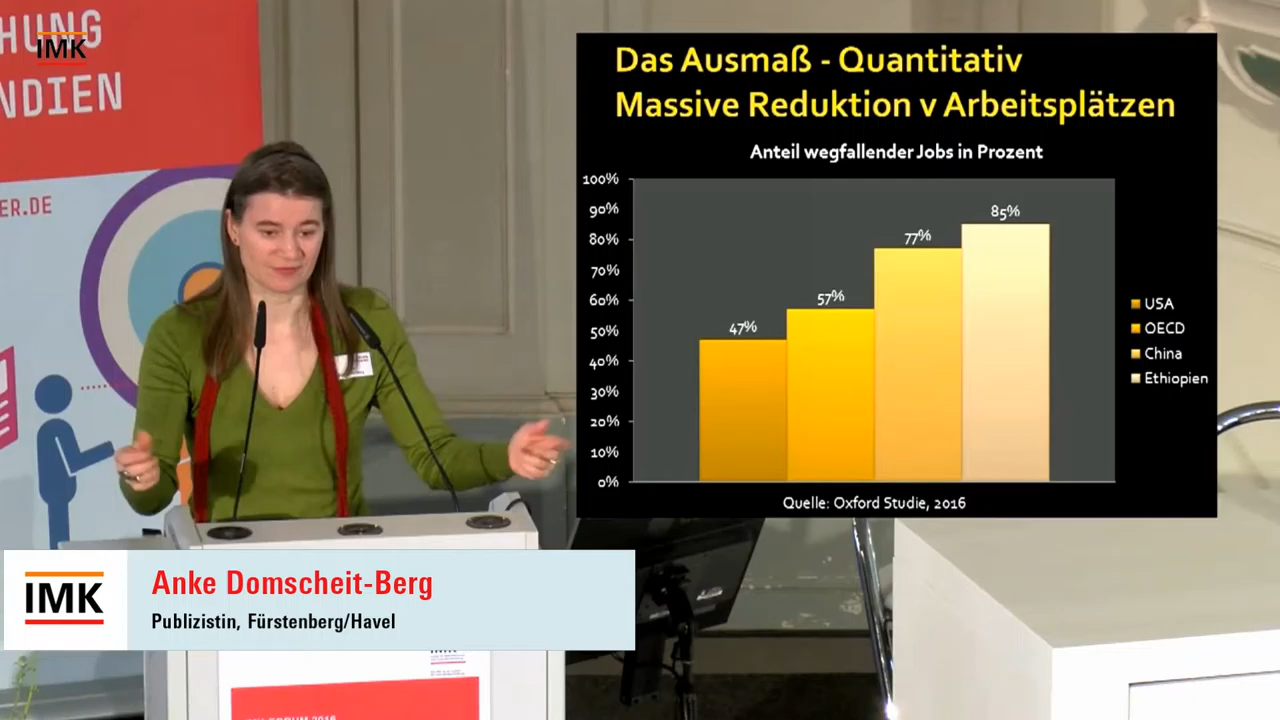 HUNG
IMK
NDIEN
ER.DE
Das Ausmaß - Quantitativ
Massive Reduktion v Arbeitsplätzen
Anteil wegfallender Jobs in Prozent
100%
90%
80%
70%
60%
50%
40%
30%
20%
10%
0%
47%
57%
77%
85%
USA
OECD
China
Ethiopien
Quelle: Oxford Studie, 2016
IMK
Anke Domscheit-Berg
Publizistin, Fürstenberg/Havel